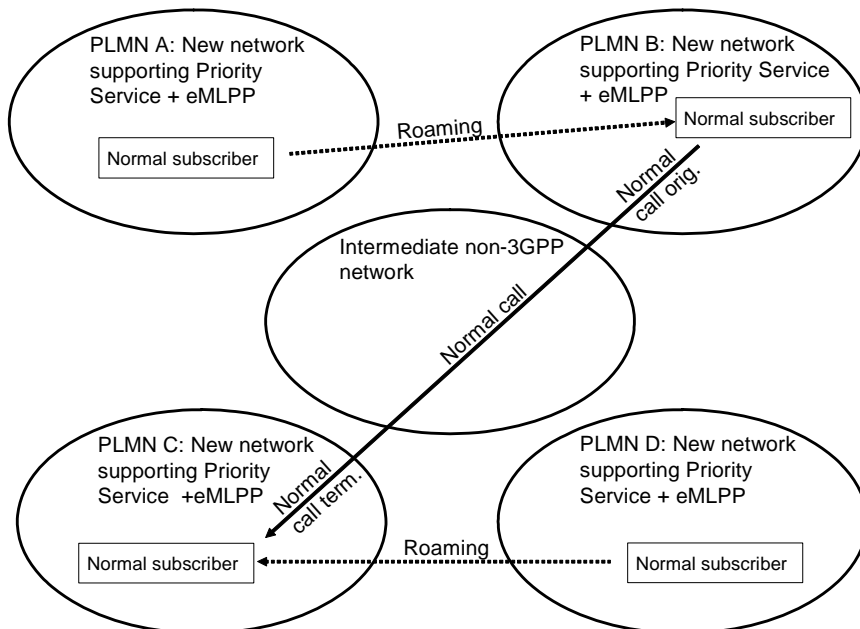 PLMN A: New network
supporting Priority
Service + eMLPP
Normal subscriber
Roaming
PLMN B: New network
supporting Priority Service
+ eMLPP
Normal subscriber
Normal
call orig.
Intermediate non-3GPP
network
Normal call
PLMN C: New network
supporting Priority
Service +eMLPP
Normal
call term.
Normal subscriber
Roaming
PLMN D: New network
supporting Priority
Service + eMLPP
Normal subscriber